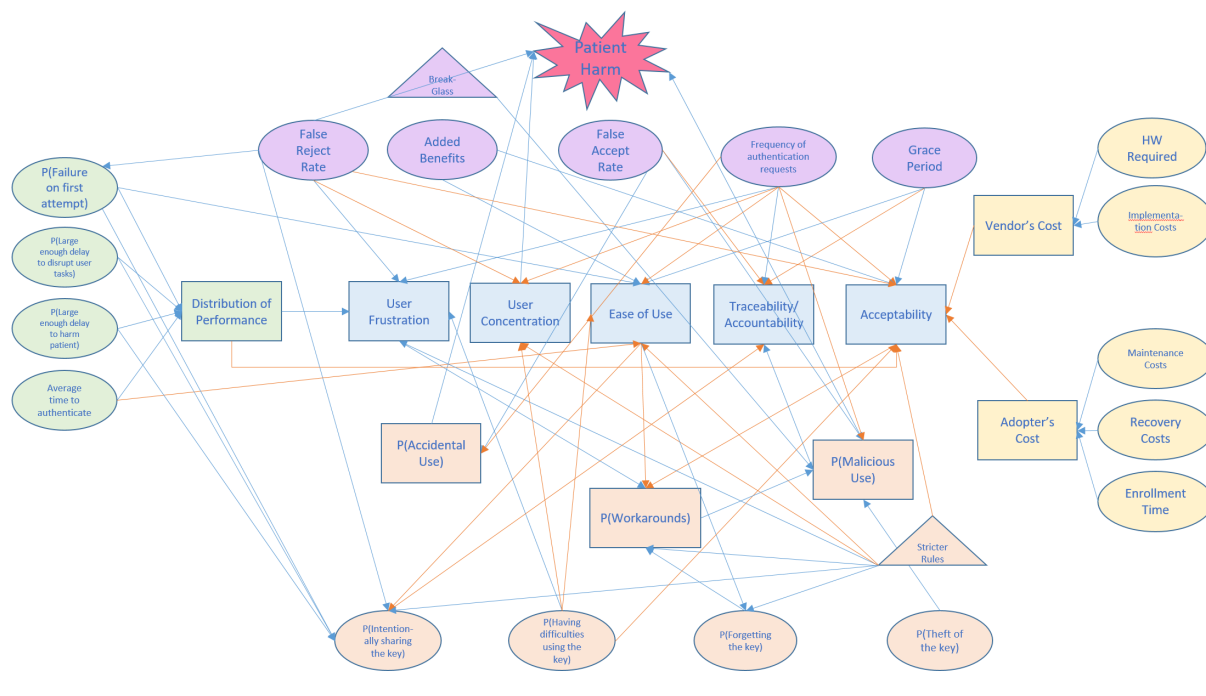 Patient
Harm
Break-
Glass
False
Reject
Rate
Added
Benefits
False
Accept
Rate
Frequency of
authentication
requests
Grace
Period
HW
Required
P(Failure
on first
attempt)
Vendor's Cost
Implementa-
tion Costs
P(Large
enough delay
to disrupt user
tasks)
Distribution of
Performance
User
Frustration
User
Concentration
Ease of Use
Traceability/
Accountability
Acceptability
P(Large
enough delay
to harm
patient)
Maintenance
Costs
Average
time to
authenticate
Adopter's
Cost
Recovery
Costs
P(Accidental
Use)
P(Malicious
Use)
Enrollment
Time
P(Workarounds)
Stricter
Rules
P(Intention-
ally sharing
the key)
P(Having
difficulties
using the
key)
P(Forgetting
the key)
P(Theft of
the key)